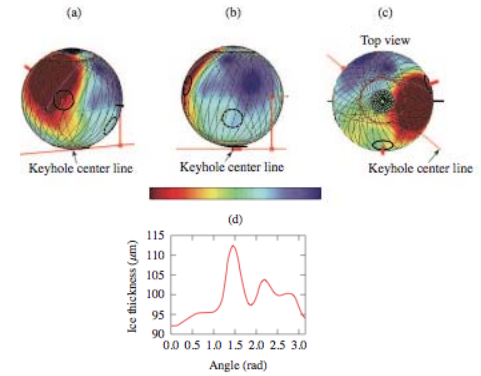 (a)
(b)
(c)
Top view
Keyhole center line
Keyhole center line
Keyhole center line
(d)
Ice thickness (μm)
115
110
105
100
95
90
0.0 0.5 1.0 1.5 2.0 2.5 3.0
Angle (rad)